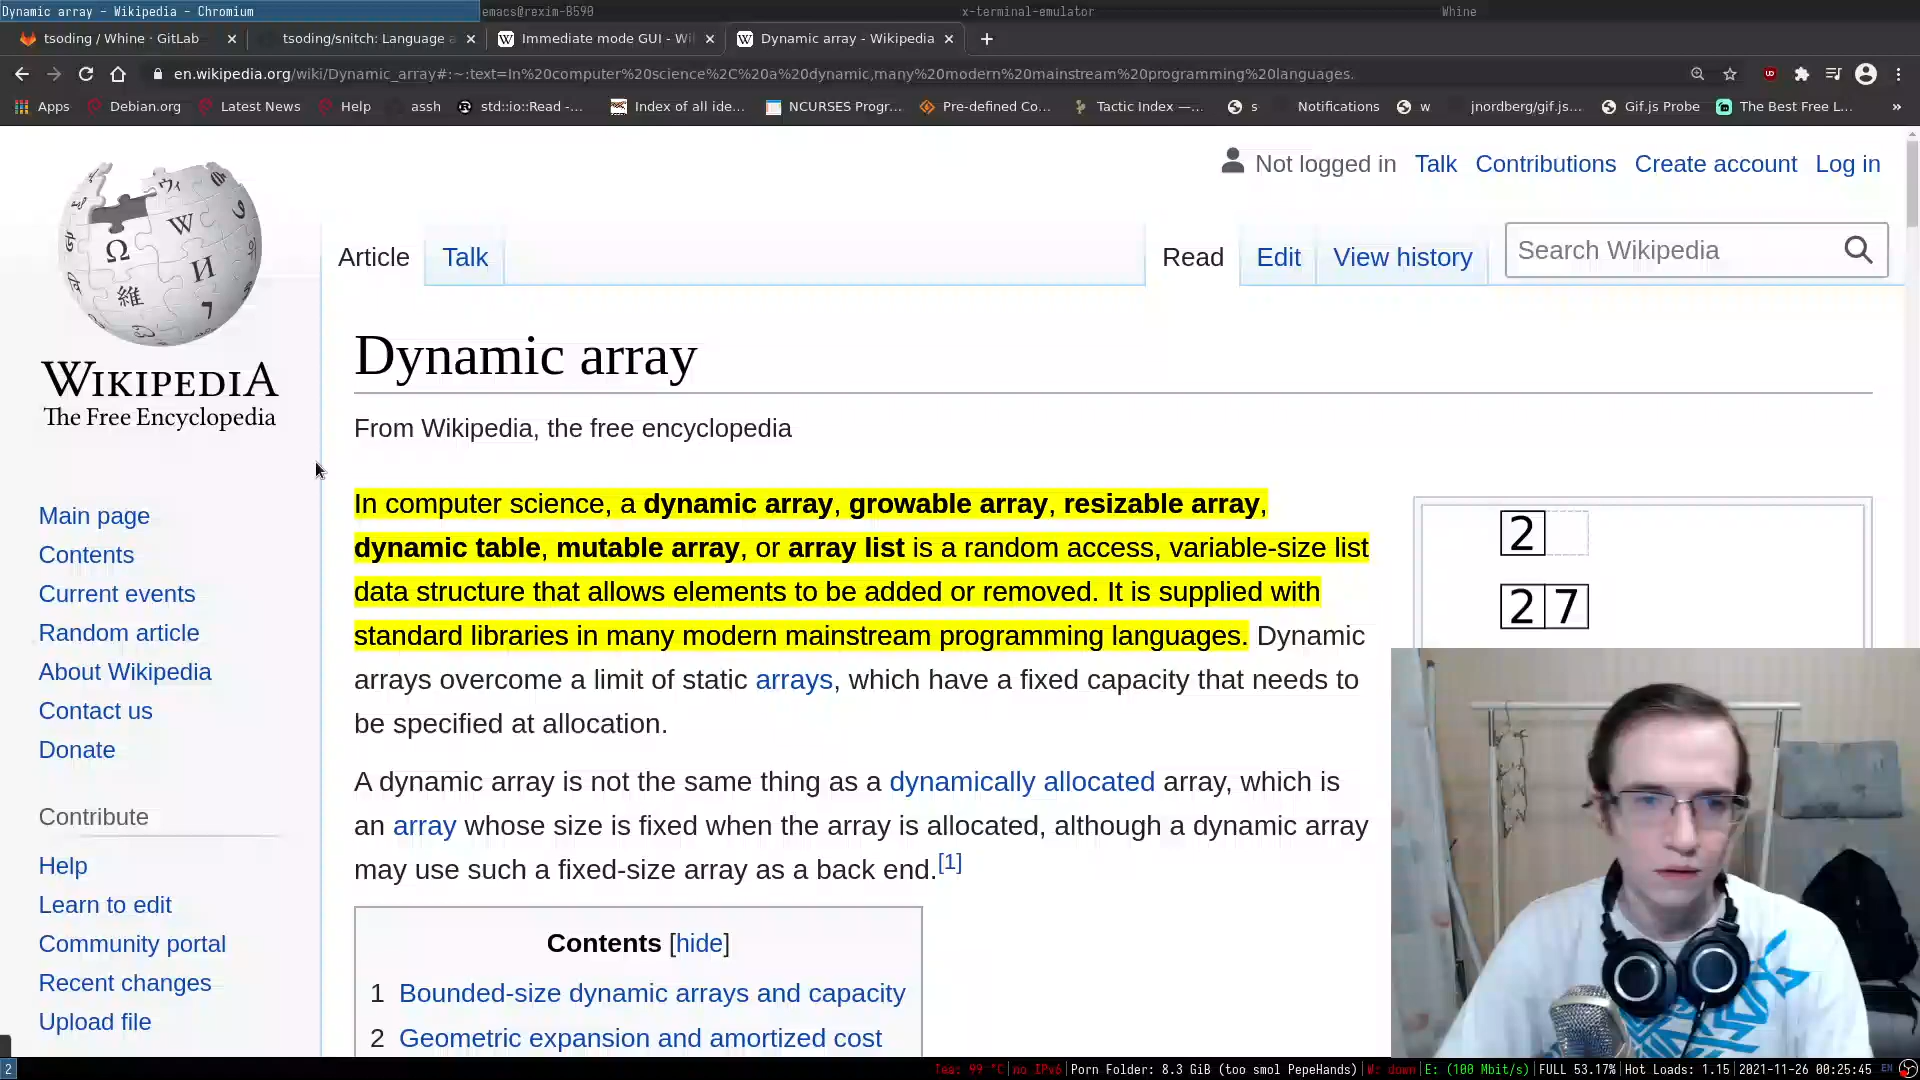 Dynamic array - Wikipedia - Chromium
emacs@rexim-B590
x-terminal-emulator
Whine
tsoding / Whine · GitLab
tsoding/snitch: Language a
Immediate mode GUI - Wi
Dynamic array - Wikipedia
en.wikipedia.org/wiki/Dynamic_array#:~:text=In%20computer%20science%2C%20a%20dynamic,many%20modern%20mainstream%20programming%20languages.
Apps
Debian.org
Latest News
Help
assh
std::io::Read -...
Index of all ide...
NCURSES Progr...
Pre-defined Co...
Tactic Index —...
s
Notifications
w
jnordberg/gif.js...
Gif.js Probe
The Best Free L...
»
Not logged in Talk Contributions Create account Log in
Article Talk Read Edit View history Search Wikipedia
WIKIPEDIA
The Free Encyclopedia
Main page
Contents
Current events
Random article
About Wikipedia
Contact us
Donate
Contribute
Help
Learn to edit
Community portal
Recent changes
Upload file
Dynamic array
From Wikipedia, the free encyclopedia
In computer science, a dynamic array, growable array, resizable array,
dynamic table, mutable array, or array list is a random access, variable-size list
data structure that allows elements to be added or removed. It is supplied with
standard libraries in many modern mainstream programming languages. Dynamic
arrays overcome a limit of static arrays, which have a fixed capacity that needs to
be specified at allocation.
A dynamic array is not the same thing as a dynamically allocated array, which is
an array whose size is fixed when the array is allocated, although a dynamic array
may use such a fixed-size array as a back end.[1]
Contents [hide]
1 Bounded-size dynamic arrays and capacity
2 Geometric expansion and amortized cost
2
2 7
2
Tea: 99 °C|no IPv6|Porn Folder: 8.3 GiB (too smol PepeHands)|W: down|E: (100 Mbit/s)|FULL 53.17%|Hot Loads: 1.15|2021-11-26 00:25:45 EN